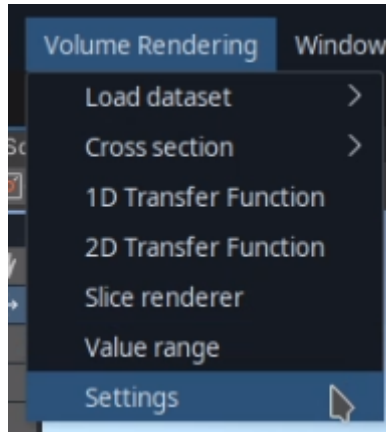 Volume Rendering Window
Load dataset
Cross section
1D Transfer Function
2D Transfer Function
Slice renderer
Value range
Settings